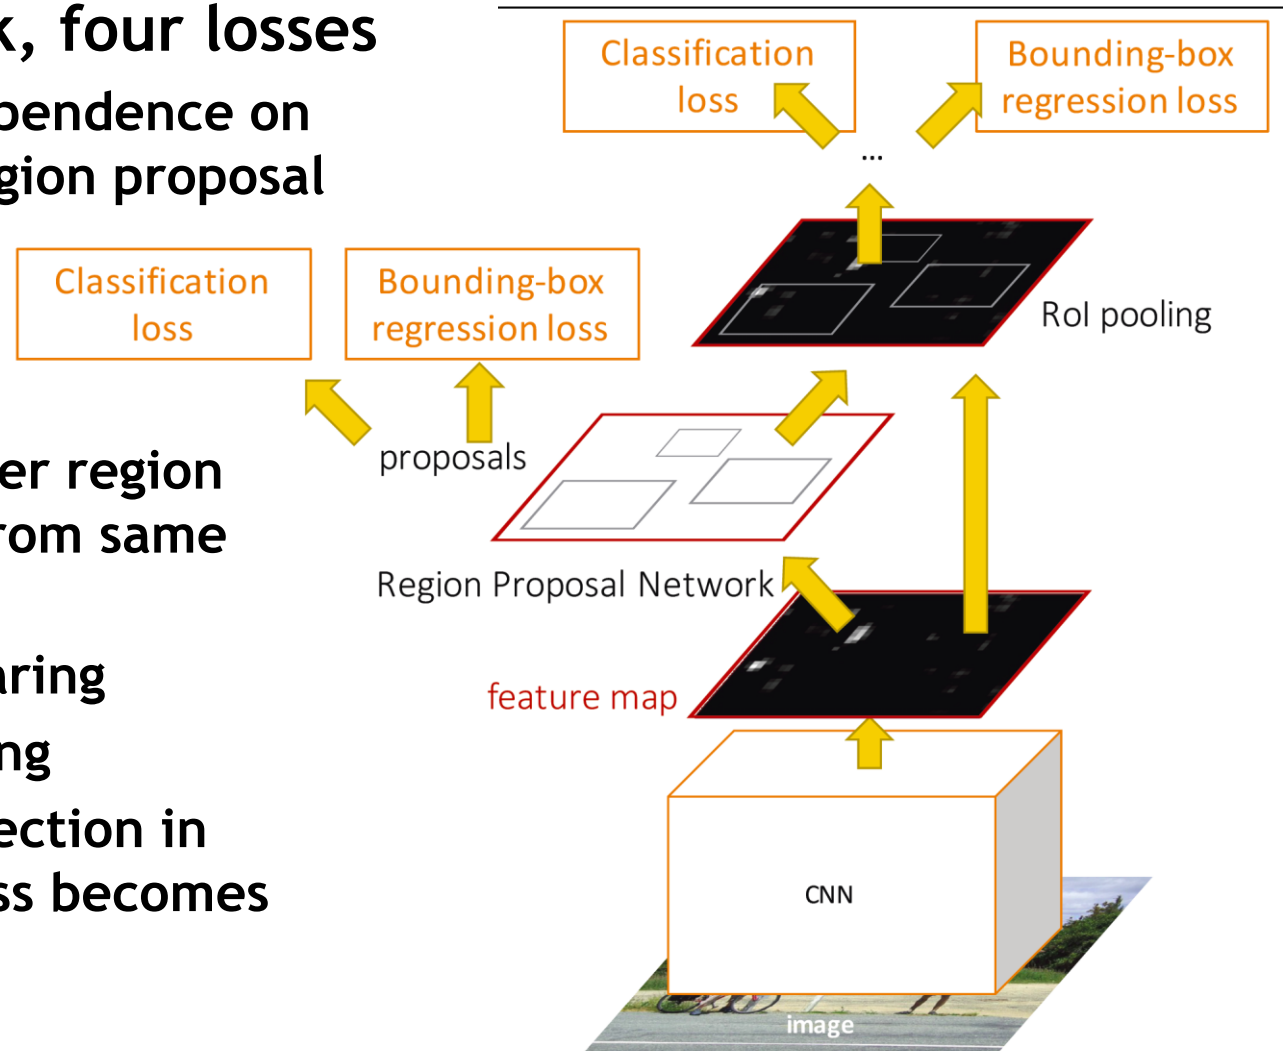 k, four losses
pendence on
gion proposal
er region
rom same
aring
ng
ection in
ss becomes
Classification
loss
Bounding-box
regression loss
...
RoI pooling
Classification
loss
Bounding-box
regression loss
proposals
Region Proposal Network
feature map
CNN
image